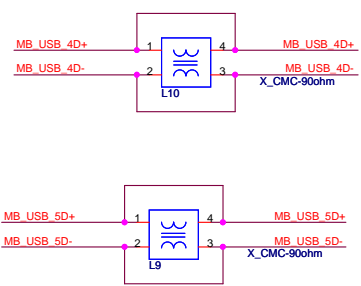 MB_USB_4D+ 1 4 MB_USB_4D+
MB_USB_4D- 2 3 MB_USB_4D-
L10 X_CMC-90ohm
MB_USB_5D+ 1 4 MB_USB_5D+
MB_USB_5D- 2 3 MB_USB_5D-
L9 X_CMC-90ohm